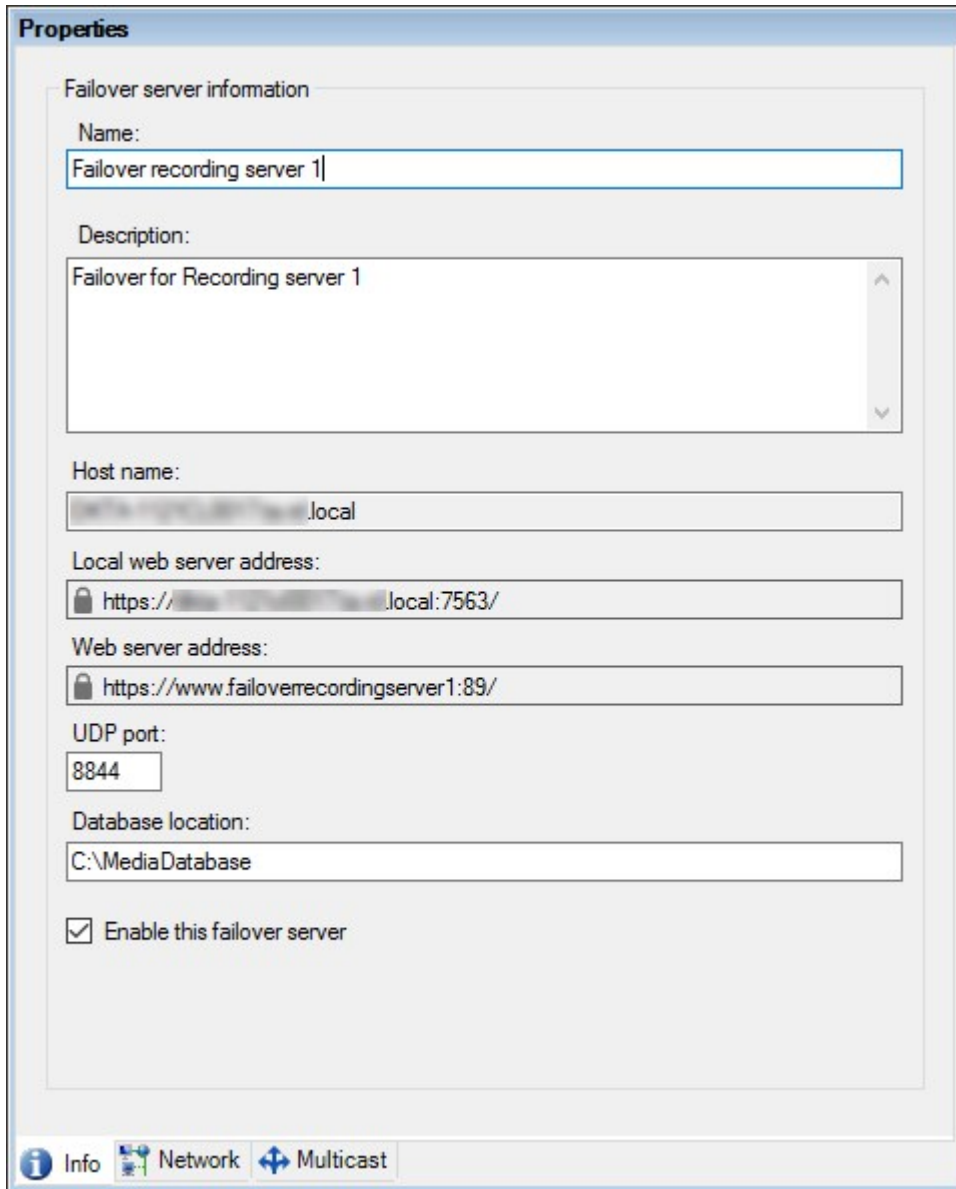 Properties
Failover server information
Name:
Failover recording server 1
Description:
Failover for Recording server 1
Host name:
.local
Local web server address:
https:// .local:7563/
Web server address:
https://www.failoverrecordingserver1:89/
UDP port:
8844
Database location:
C:\MediaDatabase
Enable this failover server
Info Network Multicast